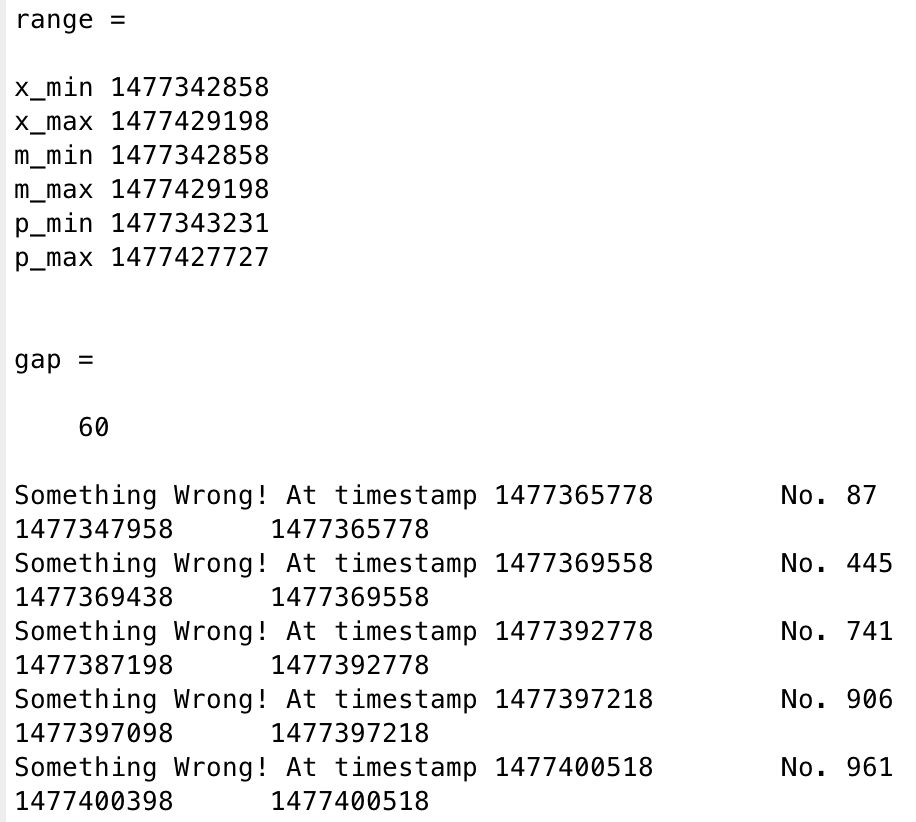 range =
x_min 1477342858
x_max 1477429198
m_min 1477342858
m_max 1477429198
p_min 1477343231
p_max 1477427727
gap =
60
Something Wrong! At timestamp 1477365778 No. 87
1477347958 1477365778
Something Wrong! At timestamp 1477369558 No. 445
1477369438 1477369558
Something Wrong! At timestamp 1477392778 No. 741
1477387198 1477392778
Something Wrong! At timestamp 1477397218 No. 906
1477397098 1477397218
Something Wrong! At timestamp 1477400518 No. 961
1477400398 1477400518